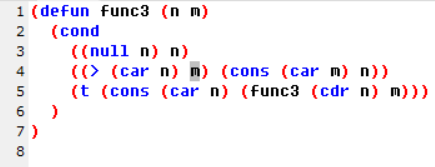 1 (defun func3 (n m)
2   (cond
3     ((null n) n)
4     ((> (car n) m) (cons (car m) n))
5     (t (cons (car n) (func3 (cdr n) m)))
6   )
7 )
8